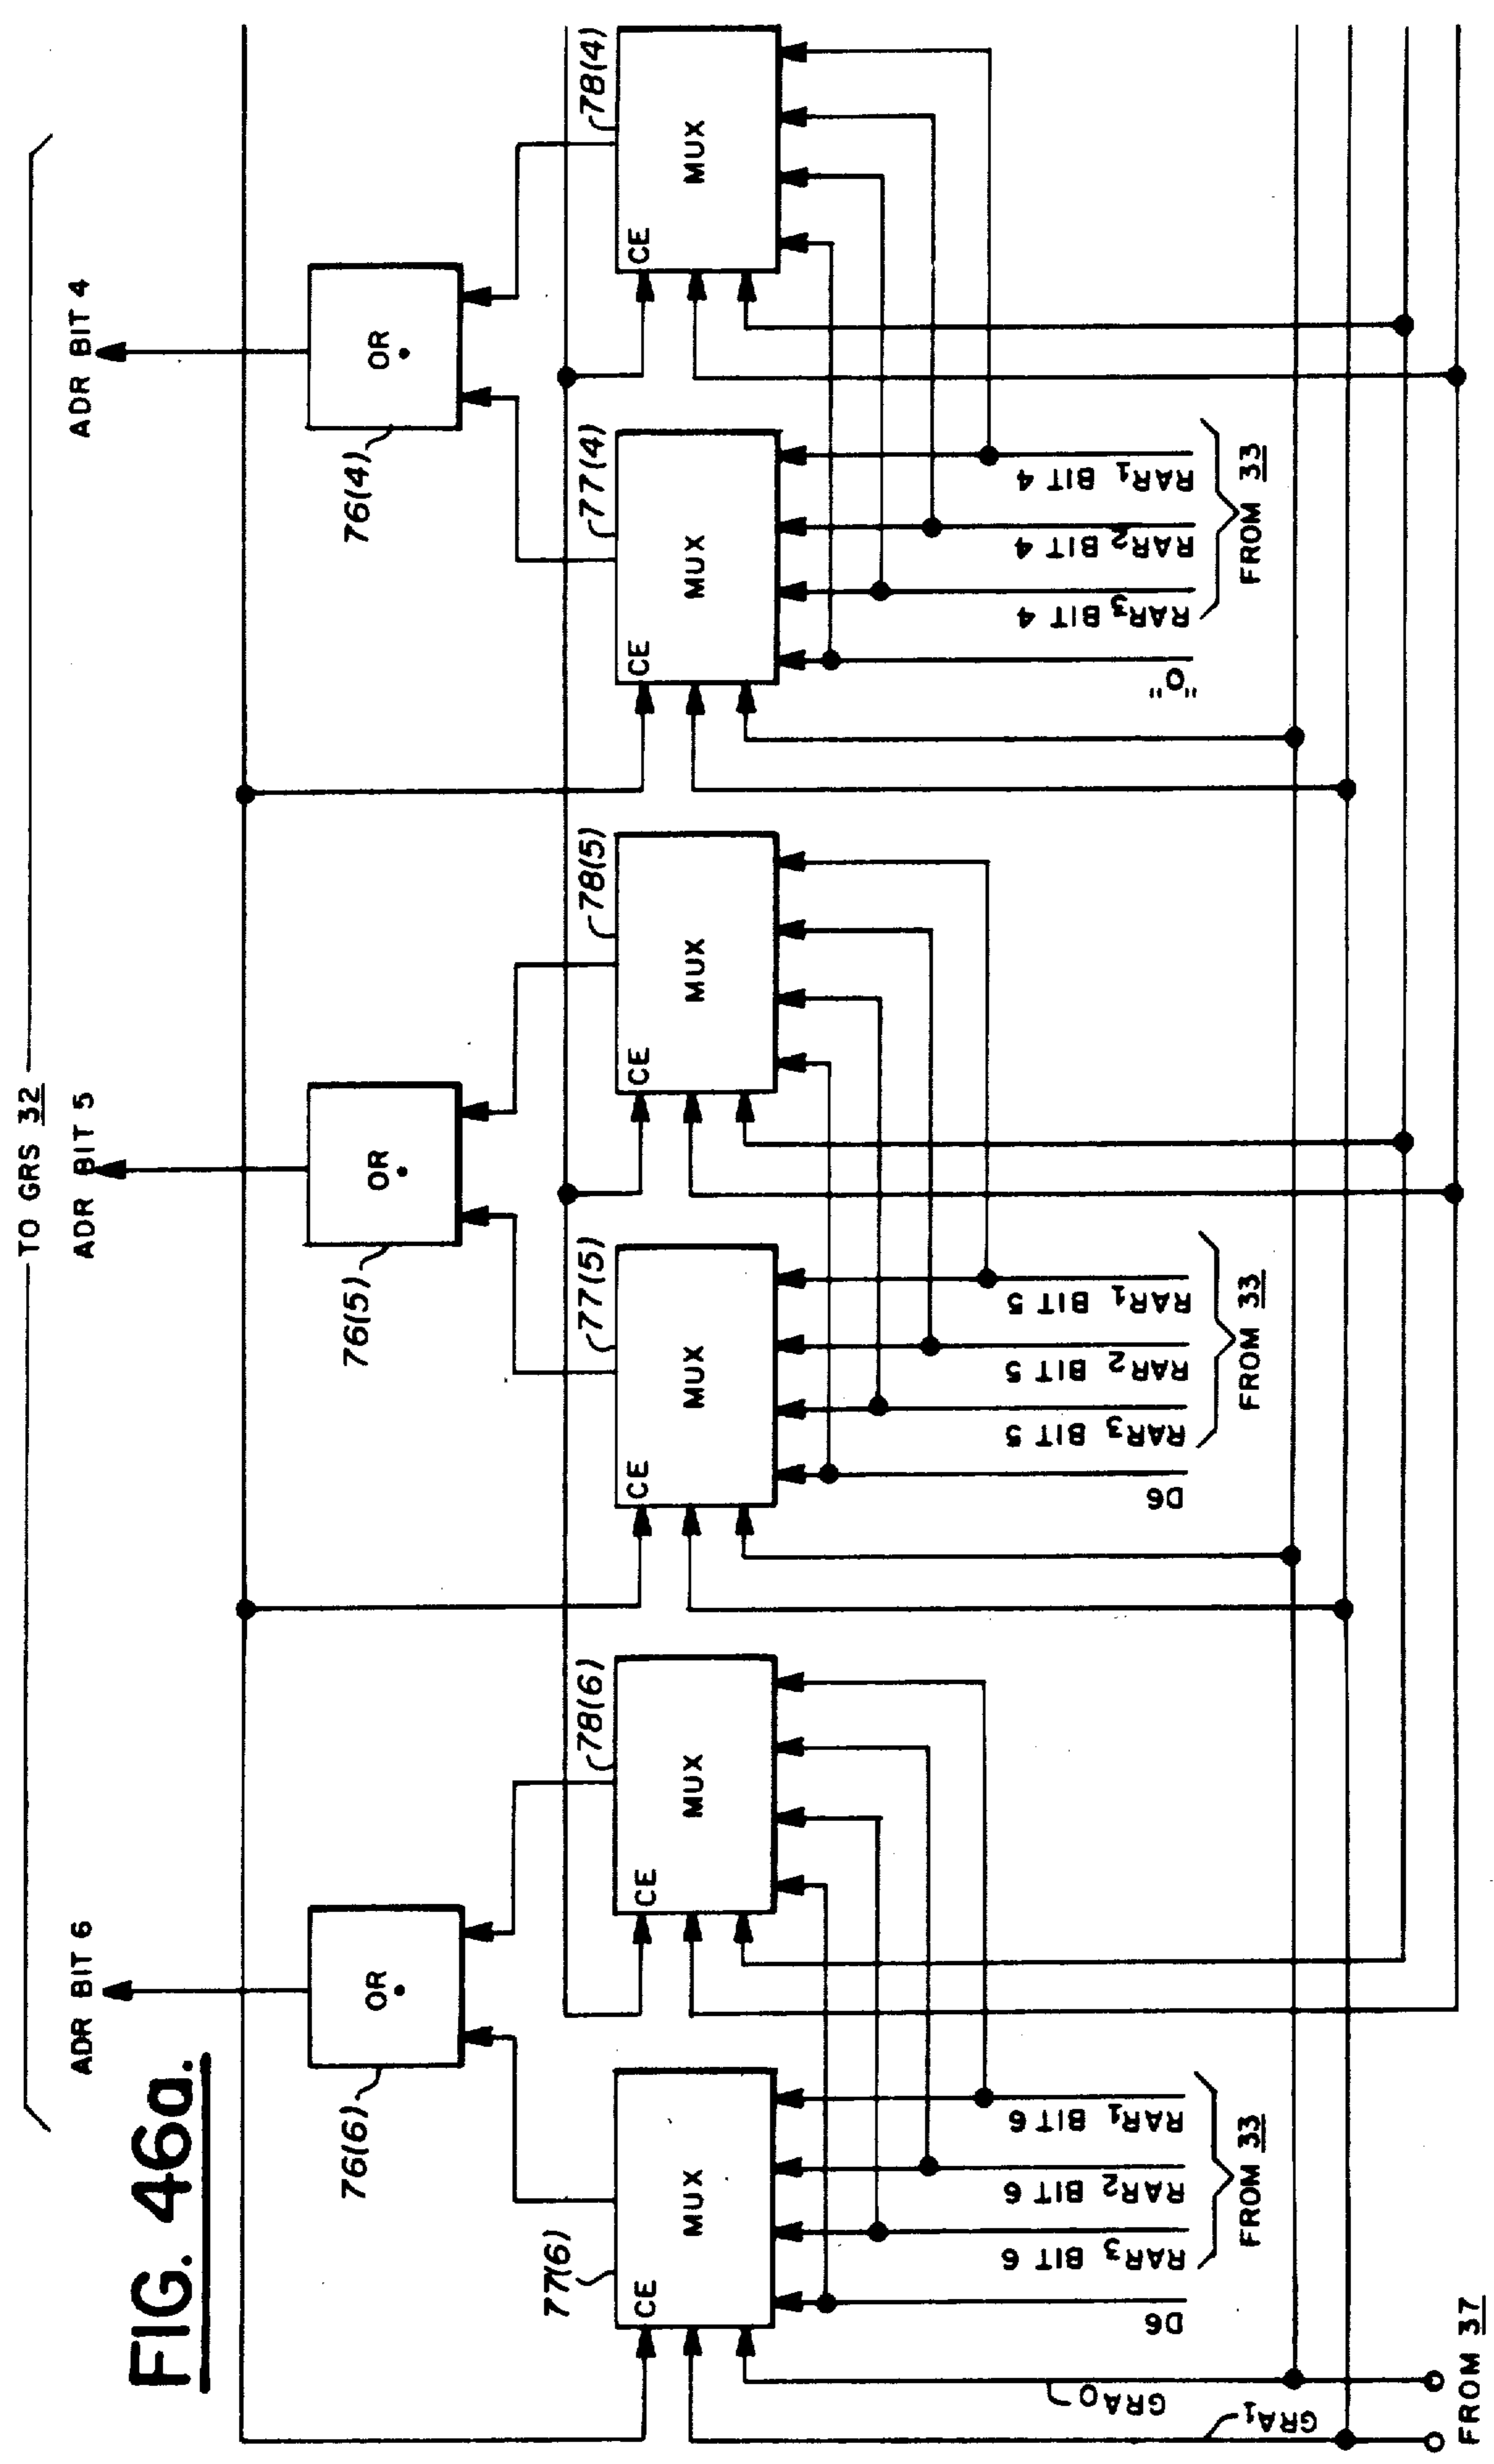 FIG. 46a.
TO GRS 32
ADR BIT 6
ADR BIT 5
ADR BIT 4
76(6)
OR
76(5)
OR
76(4)
OR
77(6)
CE
MUX
78(6)
CE
MUX
77(5)
CE
MUX
78(5)
CE
MUX
77(4)
CE
MUX
78(4)
CE
MUX
D6
RAR3 BIT 6
RAR2 BIT 6
RAR1 BIT 6
FROM 33
D6
RAR3 BIT 5
RAR2 BIT 5
RAR1 BIT 5
FROM 33
"0"
RAR3 BIT 4
RAR2 BIT 4
RAR1 BIT 4
FROM 33
GRA0
GRA1
FROM 37